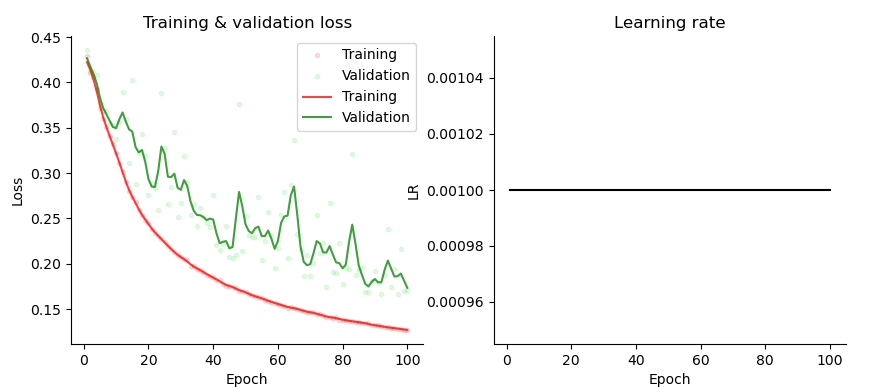 Training & validation loss
0.45
0.40
0.35
0.30
0.25
0.20
0.15
Loss
0
20
40
60
80
100
Epoch
Training
Validation
Training
Validation
Learning rate
0.00104
0.00102
0.00100
0.00098
0.00096
LR
0
20
40
60
80
100
Epoch